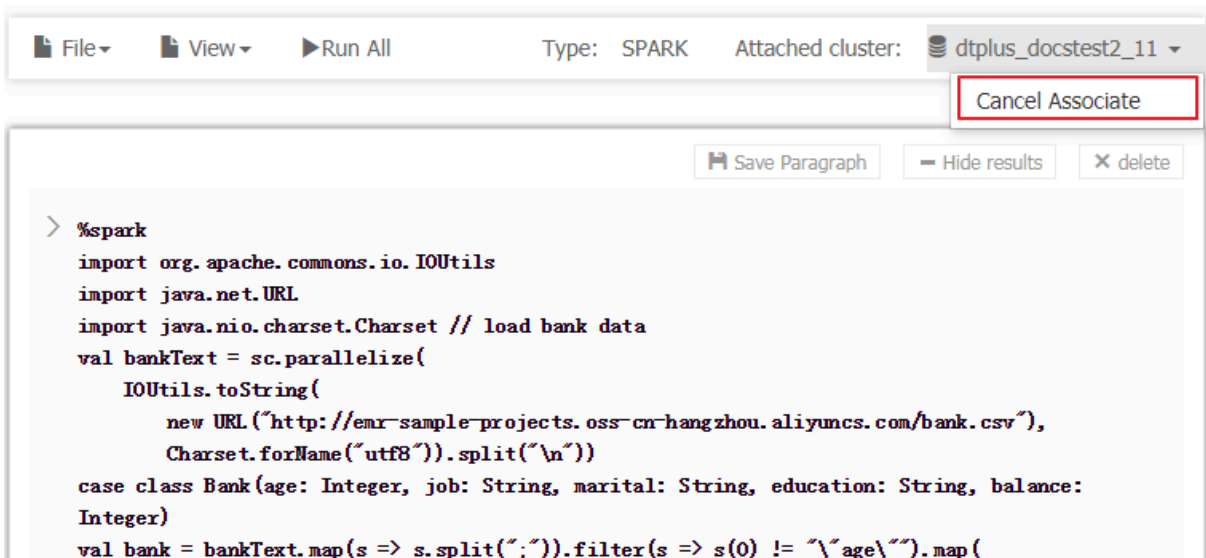 File View Run All Type: SPARK Attached cluster: dtplus_docstest2_11
Cancel Associate
Save Paragraph Hide results delete
%spark
import org.apache.commons.io.IOUtils
import java.net.URL
import java.nio.charset.Charset // load bank data
val bankText = sc.parallelize(
IOUtils.toString(
new URL("http://emr-sample-projects.oss-cn-hangzhou.aliyuncs.com/bank.csv"),
Charset.forName("utf8")).split("\n"))
case class Bank(age: Integer, job: String, marital: String, education: String, balance:
Integer)
val bank = bankText.map(s => s.split(";")).filter(s => s(0) != "\"age\"").map(